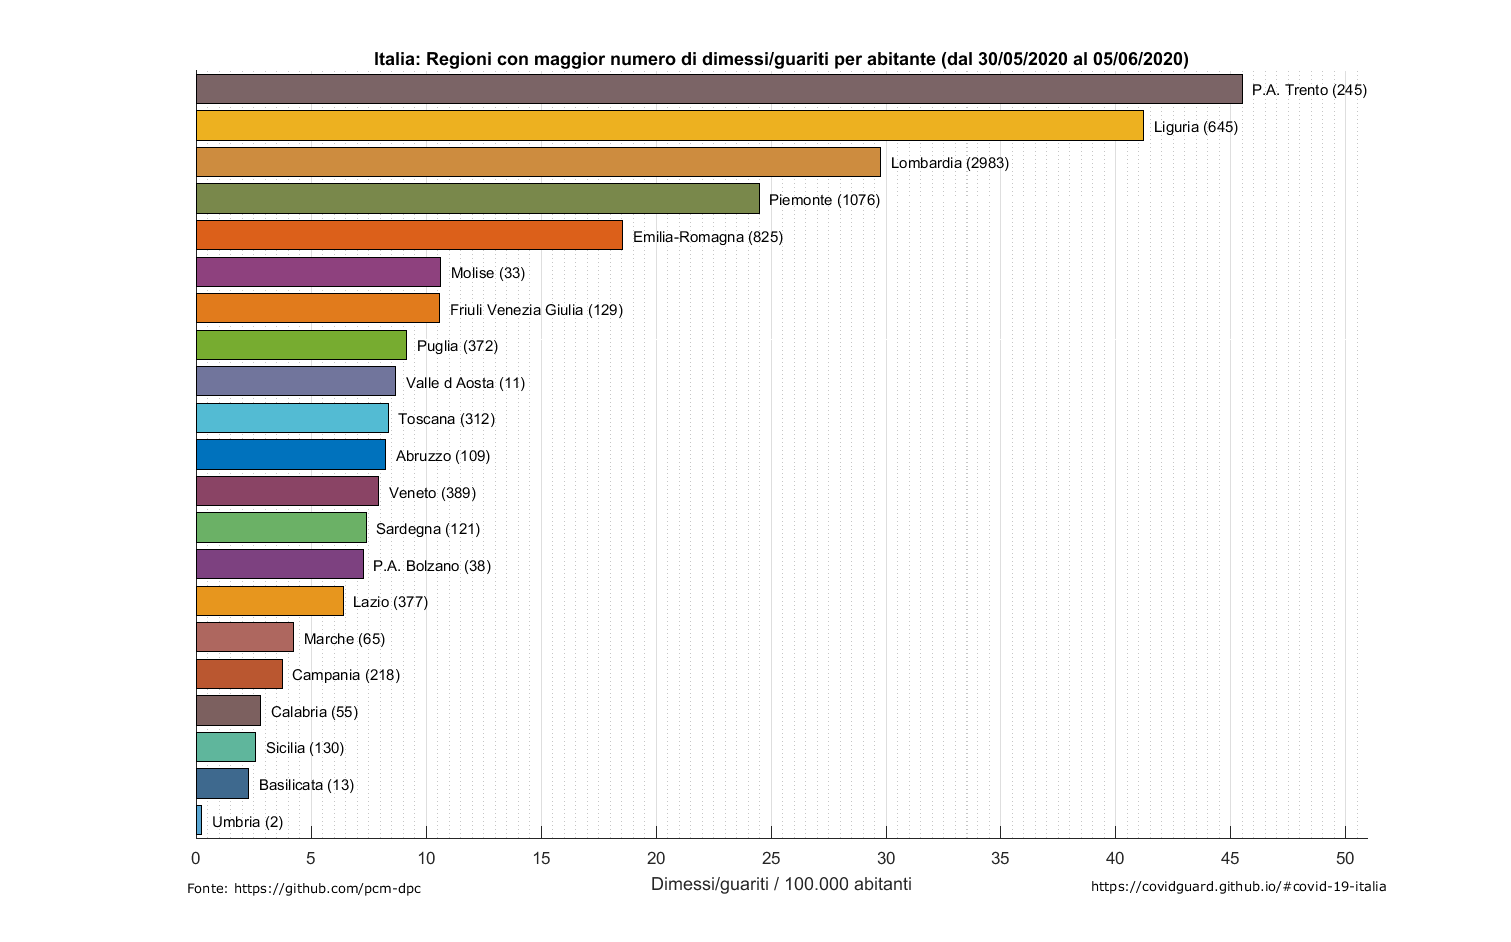 Italia: Regioni con maggior numero di dimessi/guariti per abitante (dal 30/05/2020 al 05/06/2020)
P.A. Trento (245)
Liguria (645)
Lombardia (2983)
Piemonte (1076)
Emilia-Romagna (825)
Molise (33)
Friuli Venezia Giulia (129)
Puglia (372)
Valle d Aosta (11)
Toscana (312)
Abruzzo (109)
Veneto (389)
Sardegna (121)
P.A. Bolzano (38)
Lazio (377)
Marche (65)
Campania (218)
Calabria (55)
Sicilia (130)
Basilicata (13)
Umbria (2)
0 5 10 15 20 25 30 35 40 45 50
Dimessi/guariti / 100.000 abitanti
Fonte: https://github.com/pcm-dpc
https://covidguard.github.io/#covid-19-italia